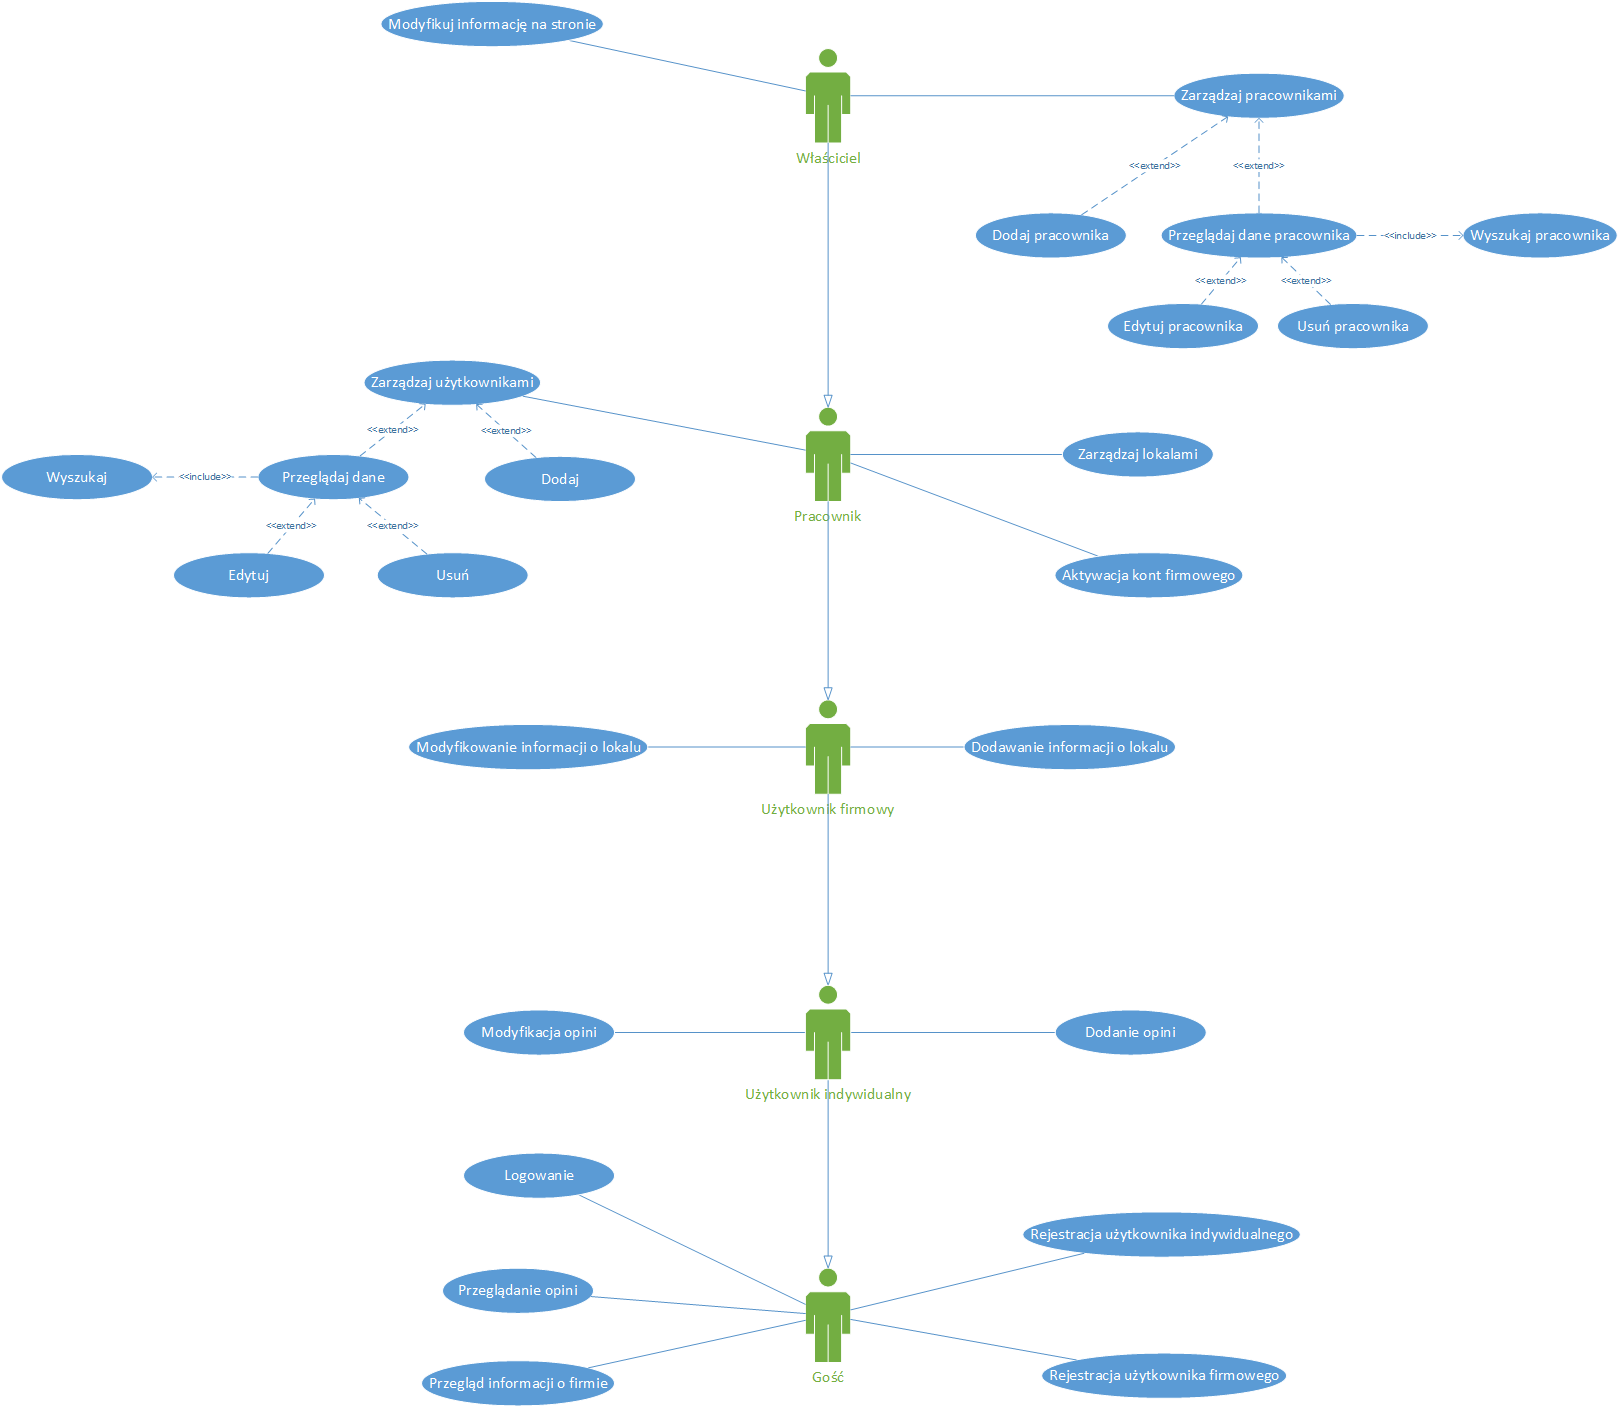 Modyfikuj informację na stronie
Zarządzaj pracownikami
Właściciel
<<extend>>
<<extend>>
Dodaj pracownika
Przeglądaj dane pracownika
<<include>>
Wyszukaj pracownika
<<extend>>
<<extend>>
Edytuj pracownika
Usuń pracownika
Zarządzaj użytkownikami
<<extend>>
<<extend>>
Zarządzaj lokalami
Wyszukaj
<<include>>
Przeglądaj dane
Dodaj
Pracownik
<<extend>>
<<extend>>
Edytuj
Usuń
Aktywacja kont firmowego
Modyfikowanie informacji o lokalu
Dodawanie informacji o lokalu
Użytkownik firmowy
Modyfikacja opini
Dodanie opini
Użytkownik indywidualny
Logowanie
Rejestracja użytkownika indywidualnego
Przeglądanie opini
Przegląd informacji o firmie
Gość
Rejestracja użytkownika firmowego